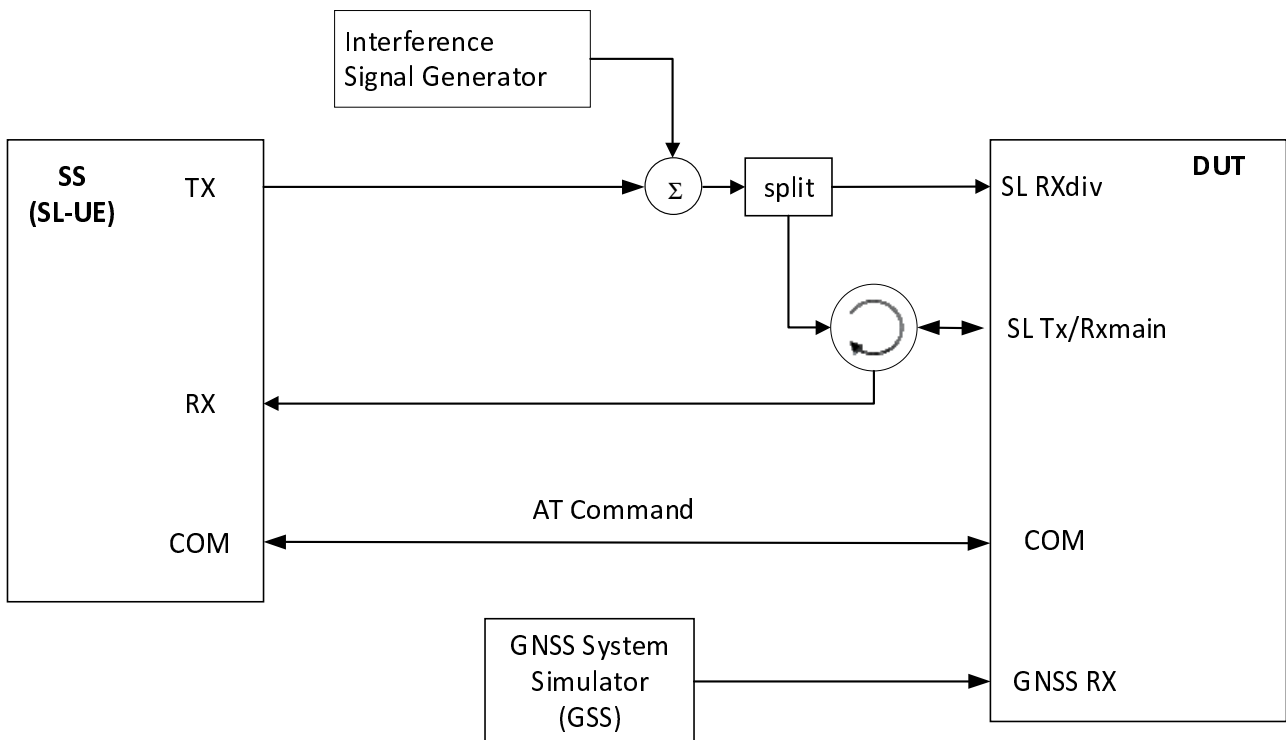 Interference
Signal Generator
SS
(SL-UE)
TX
Σ
split
SL RXdiv
DUT
SL Tx/Rxmain
RX
AT Command
COM
COM
GNSS System
Simulator
(GSS)
GNSS RX